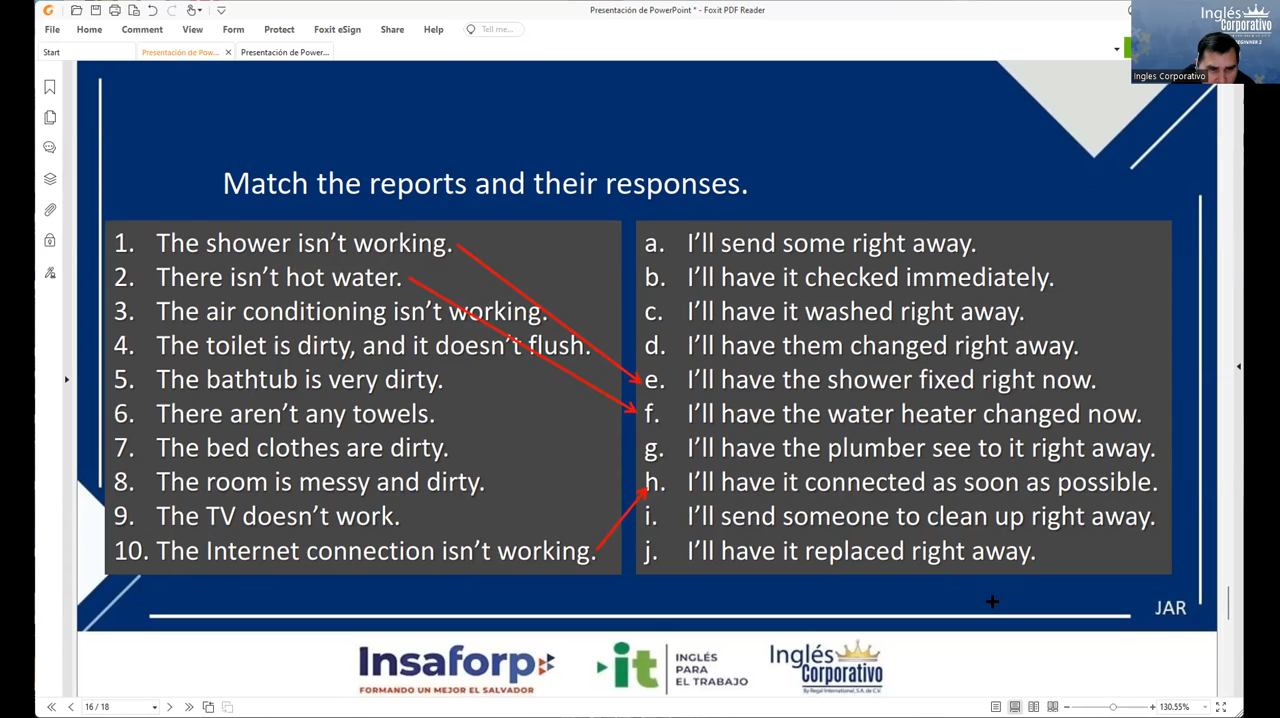 Presentación de PowerPoint * - Foxit PDF Reader
File Home Comment View Form Protect Foxit eSign Share Help Tell me...
Start Presentación de Pow... Presentación de Power...
Inglés
Corporativo
BEGINNER 2
Ingles Corporativo
Match the reports and their responses.
1. The shower isn't working.
2. There isn't hot water.
3. The air conditioning isn't working.
4. The toilet is dirty, and it doesn't flush.
5. The bathtub is very dirty.
6. There aren't any towels.
7. The bed clothes are dirty.
8. The room is messy and dirty.
9. The TV doesn't work.
10. The Internet connection isn't working.
a. I'll send some right away.
b. I'll have it checked immediately.
c. I'll have it washed right away.
d. I'll have them changed right away.
e. I'll have the shower fixed right now.
f. I'll have the water heater changed now.
g. I'll have the plumber see to it right away.
h. I'll have it connected as soon as possible.
i. I'll send someone to clean up right away.
j. I'll have it replaced right away.
JAR
Insaforp
FORMANDO UN MEJOR EL SALVADOR
it
INGLÉS
PARA
EL TRABAJO
Inglés
Corporativo
By Regal International, S.A. de C.V.
16 / 18
130.55%